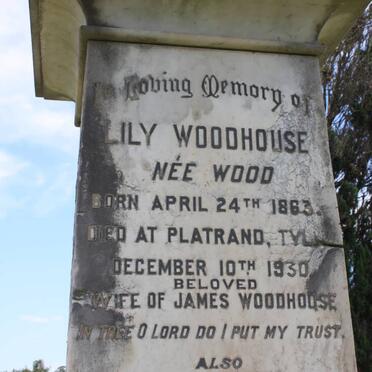 In Loving Memory of
LILY WOODHOUSE
NÉE WOOD
BORN APRIL 24TH 1863.
DIED AT PLATRAND, TVL.
DECEMBER 10TH 1930
BELOVED
WIFE OF JAMES WOODHOUSE
IN THEE O LORD DO I PUT MY TRUST.
ALSO